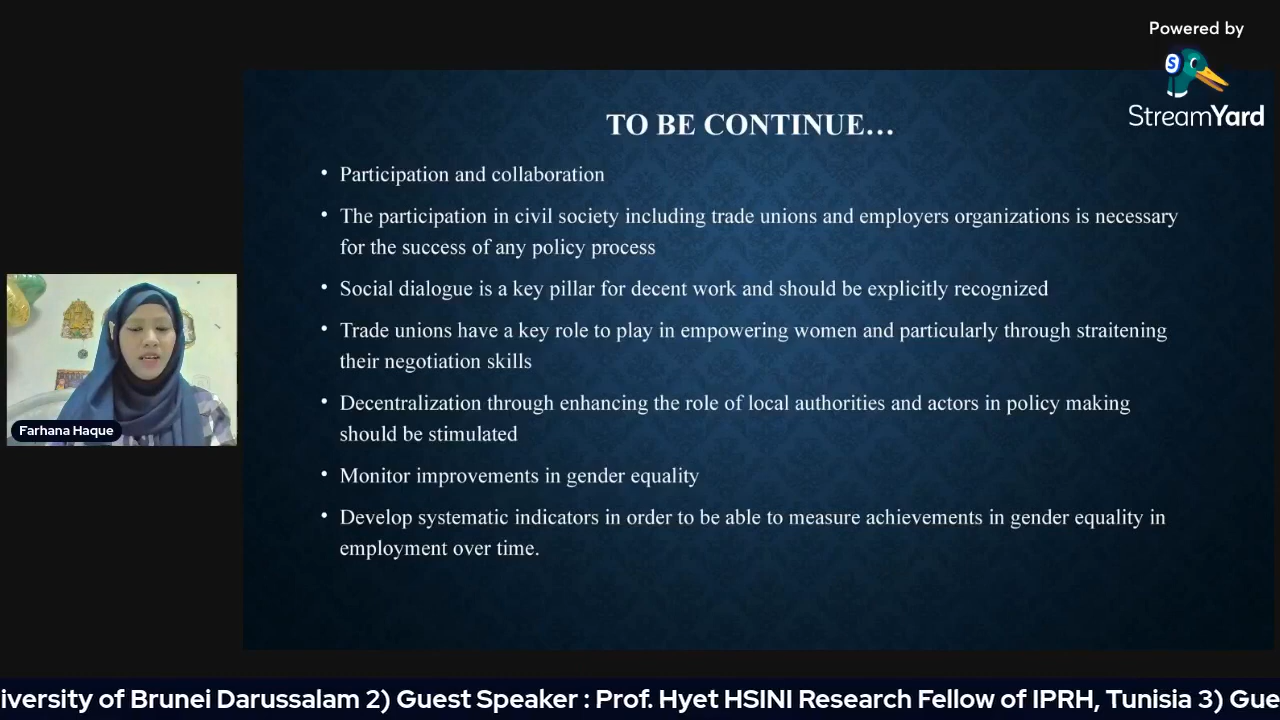 Powered by
StreamYard
TO BE CONTINUE…
• Participation and collaboration
• The participation in civil society including trade unions and employers organizations is necessary
for the success of any policy process
• Social dialogue is a key pillar for decent work and should be explicitly recognized
• Trade unions have a key role to play in empowering women and particularly through straitening
their negotiation skills
• Decentralization through enhancing the role of local authorities and actors in policy making
should be stimulated
• Monitor improvements in gender equality
• Develop systematic indicators in order to be able to measure achievements in gender equality in
employment over time.
Farhana Haque
iversity of Brunei Darussalam 2) Guest Speaker : Prof. Hyet HSINI Research Fellow of IPRH, Tunisia 3) Gue